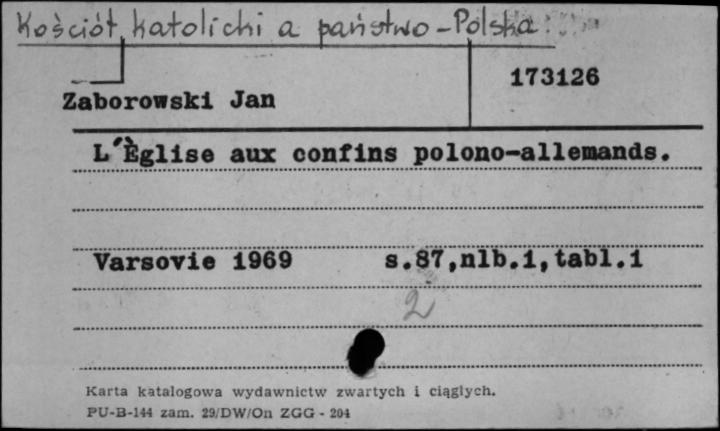 Kościół katolicki a państwo - Polska
173126
Zaborowski Jan
L'Èglise aux confins polono-allemands.
Varsovie 1969 s.87,nlb.1,tabl.1
2
Karta katalogowa wydawnictw zwartych i ciągłych.
PU-B-144 zam. 29/DW/On ZGG - 204